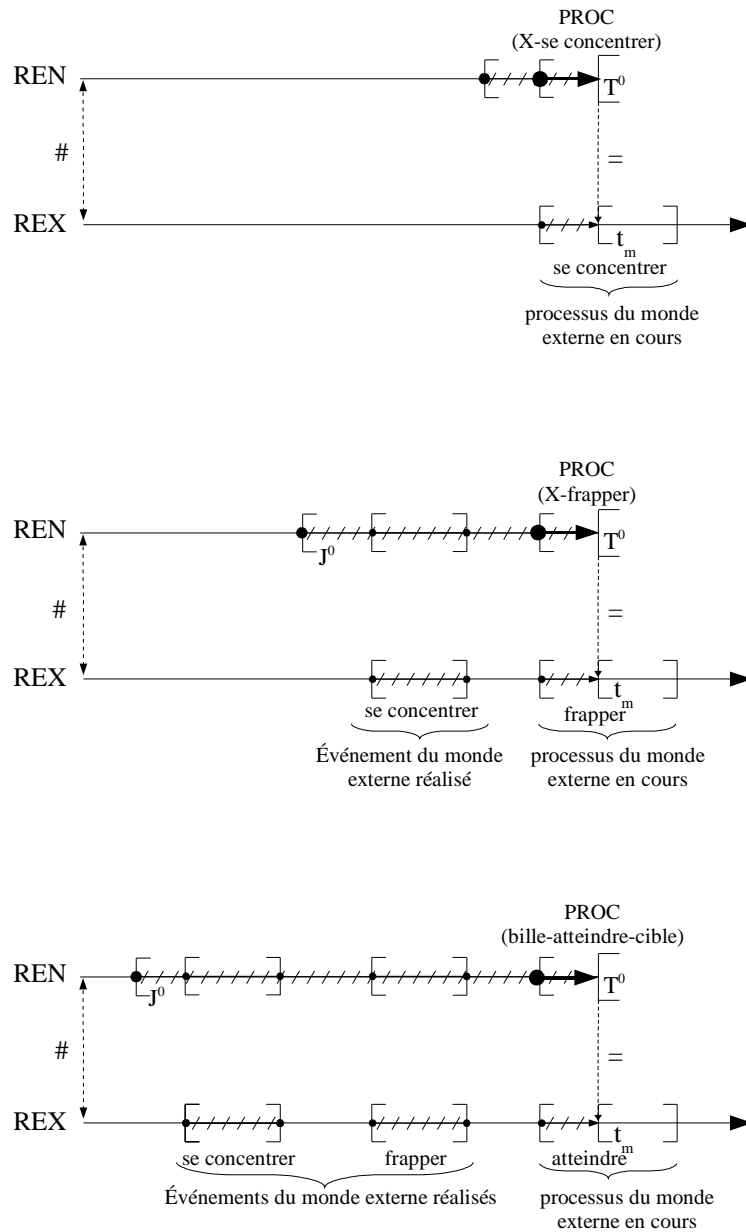 PROC
(X-se concentrer)
REN
T⁰
#
=
REX
t_m
se concentrer
processus du monde
externe en cours
PROC
(X-frapper)
REN
J⁰
T⁰
#
=
REX
t_m
se concentrer
frapper
Événement du monde
externe réalisé
processus du monde
externe en cours
PROC
(bille-atteindre-cible)
REN
J⁰
T⁰
#
=
REX
t_m
se concentrer
frapper
atteindre
Événements du monde externe réalisés
processus du monde
externe en cours